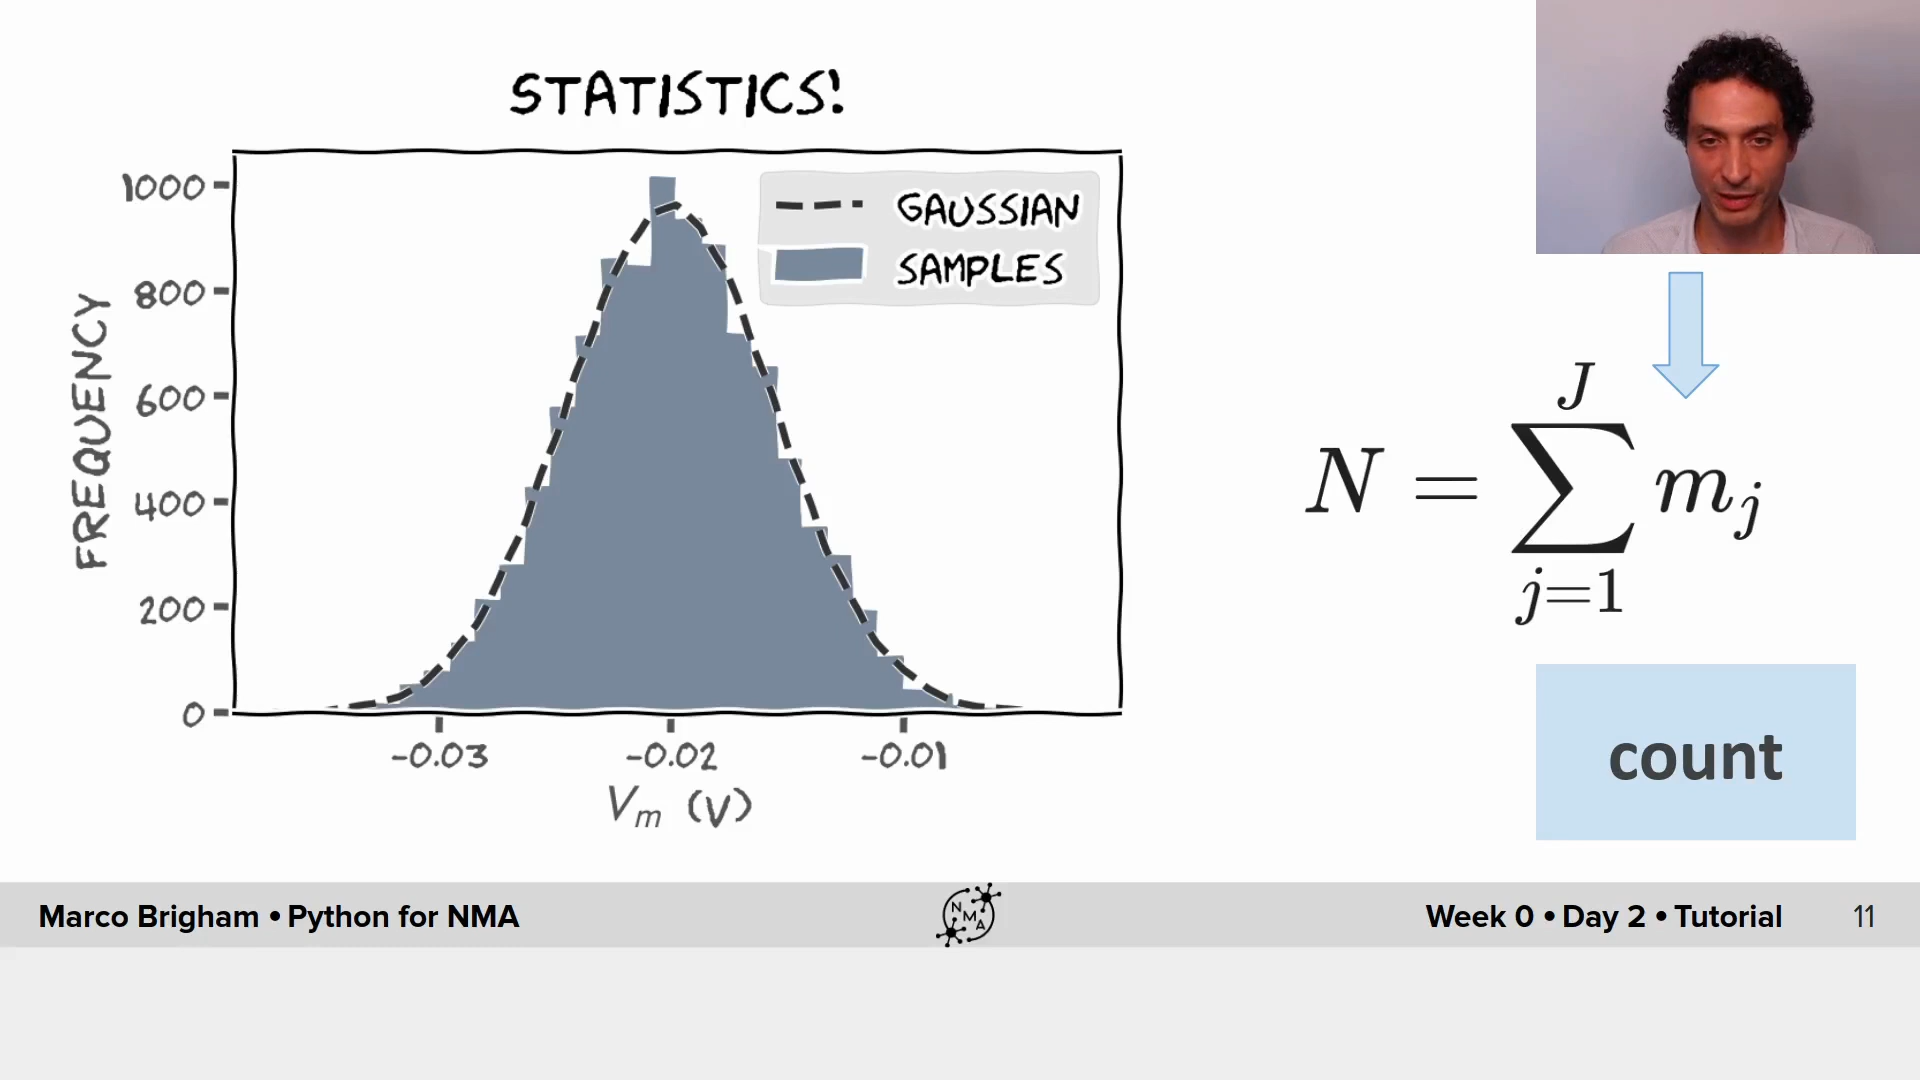 STATISTICS!
1000
800
600
400
200
0
FREQUENCY
GAUSSIAN
SAMPLES
-0.03
-0.02
-0.01
Vm (V)
N = ∑ mj
J
j=1
count
Marco Brigham • Python for NMA
NMA
Week 0 • Day 2 • Tutorial
11